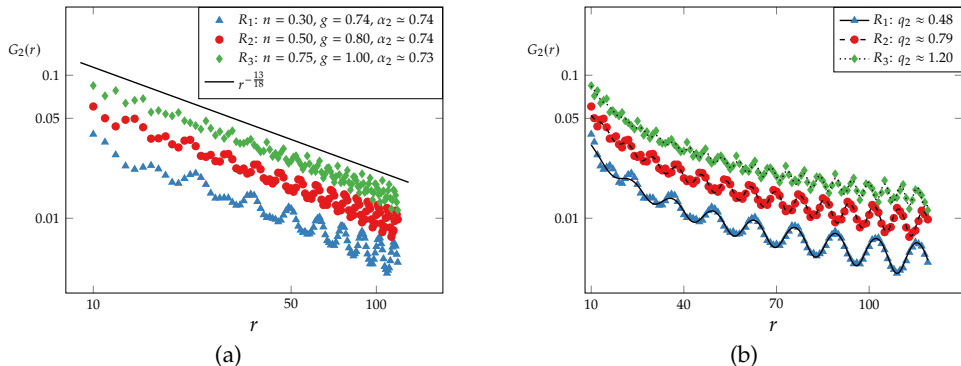 G₂(r)
0.1
0.05
0.01
10
50
100
r
R₁: n = 0.30, g = 0.74, α₂ ≃ 0.74
R₂: n = 0.50, g = 0.80, α₂ ≃ 0.74
R₃: n = 0.75, g = 1.00, α₂ ≃ 0.73
r^{-\frac{13}{18}}
(a)
G₂(r)
0.1
0.05
0.01
10
40
70
100
r
R₁: q₂ ≈ 0.48
R₂: q₂ ≈ 0.79
R₃: q₂ ≈ 1.20
(b)